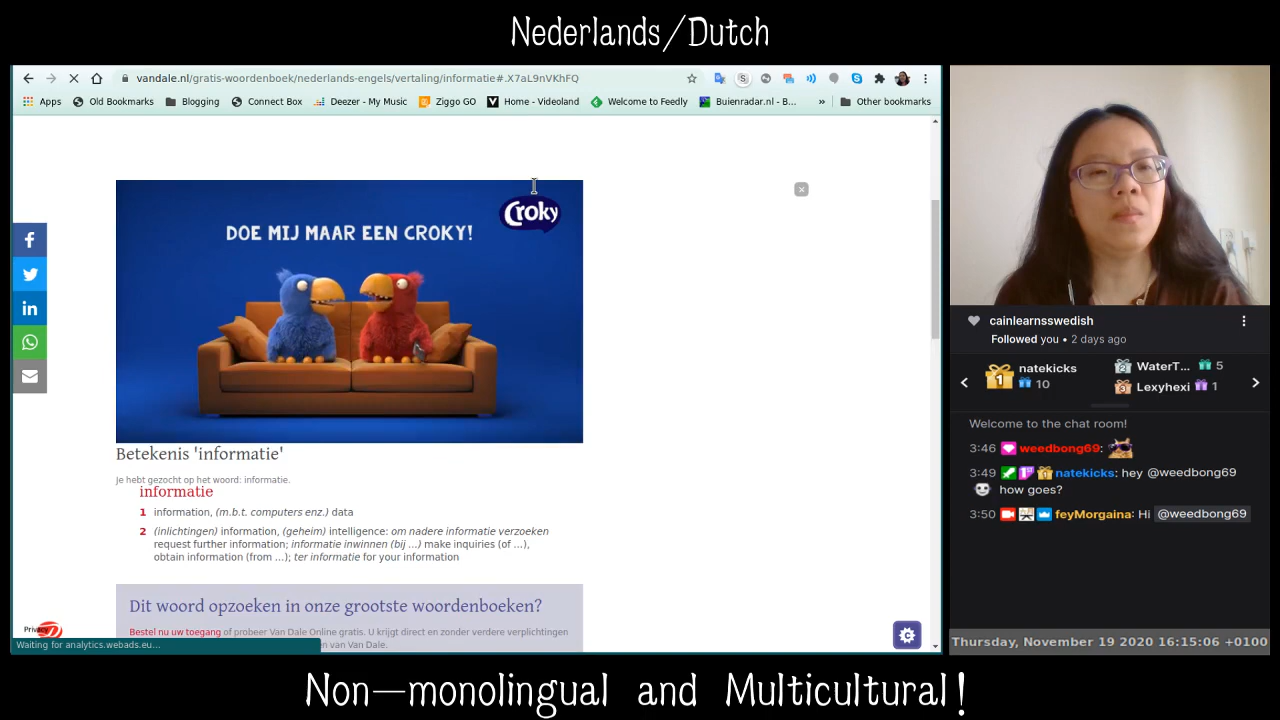 Nederlands/Dutch
vandale.nl/gratis-woordenboek/nederlands-engels/vertaling/informatie#.X7aL9nVKhFQ
Apps Old Bookmarks Blogging Connect Box Deezer - My Music Ziggo GO Home - Videoland Welcome to Feedly Buienradar.nl - B... » Other bookmarks
Croky
DOE MIJ MAAR EEN CROKY!
Betekenis 'informatie'
Je hebt gezocht op het woord: informatie.
informatie
1 information, (m.b.t. computers enz.) data
2 (inlichtingen) information, (geheim) intelligence: om nadere informatie verzoeken
request further information; informatie inwinnen (bij ...) make inquiries (of ...),
obtain information (from ...); ter informatie for your information
Dit woord opzoeken in onze grootste woordenboeken?
Bestel nu uw toegang of probeer Van Dale Online gratis. U krijgt direct en zonder verdere verplichtingen
n van Van Dale.
Waiting for analytics.webads.eu...
cainlearnsswedish
Followed you • 2 days ago
natekicks
1
10
WaterT... 5
Lexyhexi 1
Welcome to the chat room!
3:46 weedbong69:
3:49 natekicks: hey @weedbong69
how goes?
3:50 feyMorgaina: Hi @weedbong69
Thursday, November 19 2020 16:15:06 +0100
Non-monolingual and Multicultural!